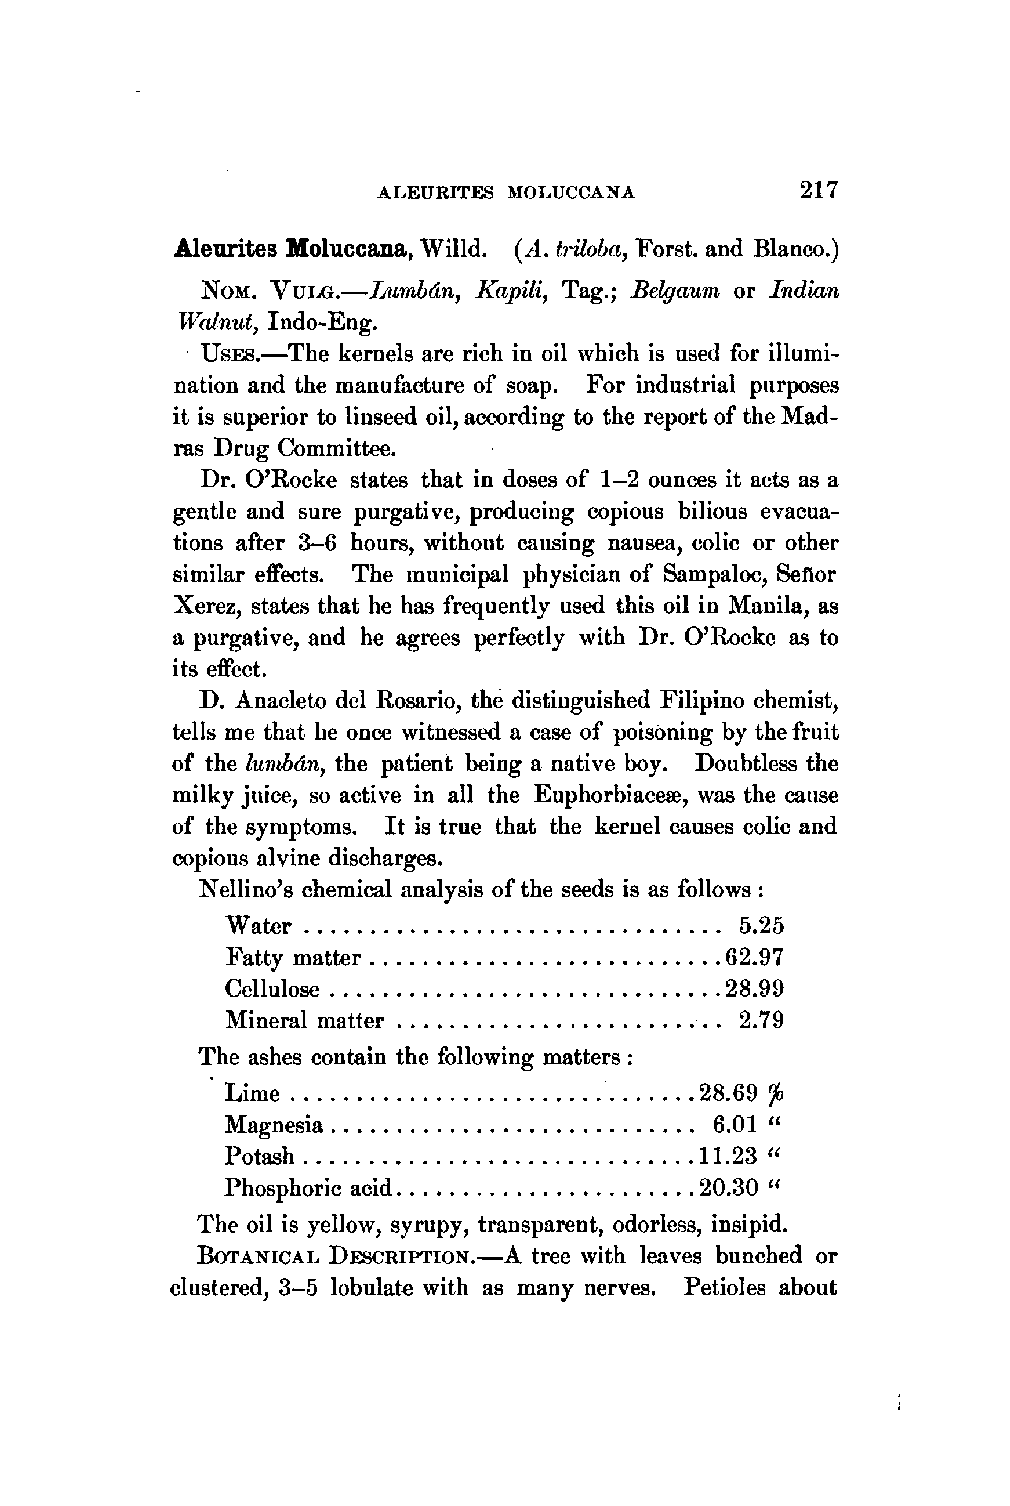 ALEURITES MOLUCCANA 217
Aleurites Moluccana, Willd. (A. triloba, Forst. and Blanco.)
NOM. VULG.—Lumbán, Kapili, Tag.; Belgaum or Indian
Walnut, Indo-Eng.
USES.—The kernels are rich in oil which is used for illumi-
nation and the manufacture of soap. For industrial purposes
it is superior to linseed oil, according to the report of the Mad-
ras Drug Committee.
Dr. O'Rocke states that in doses of 1–2 ounces it acts as a
gentle and sure purgative, producing copious bilious evacua-
tions after 3–6 hours, without causing nausea, colic or other
similar effects. The municipal physician of Sampaloc, Señor
Xerez, states that he has frequently used this oil in Manila, as
a purgative, and he agrees perfectly with Dr. O'Rocke as to
its effect.
D. Anacleto del Rosario, the distinguished Filipino chemist,
tells me that he once witnessed a case of poisoning by the fruit
of the lumbán, the patient being a native boy. Doubtless the
milky juice, so active in all the Euphorbiaceæ, was the cause
of the symptoms. It is true that the kernel causes colic and
copious alvine discharges.
Nellino's chemical analysis of the seeds is as follows:
Water ................................ 5.25
Fatty matter ...........................62.97
Cellulose ..............................28.99
Mineral matter ......................... 2.79
The ashes contain the following matters:
Lime ...............................28.69 %
Magnesia ............................ 6.01 “
Potash ..............................11.23 “
Phosphoric acid.......................20.30 “
The oil is yellow, syrupy, transparent, odorless, insipid.
BOTANICAL DESCRIPTION.—A tree with leaves bunched or
clustered, 3–5 lobulate with as many nerves. Petioles about